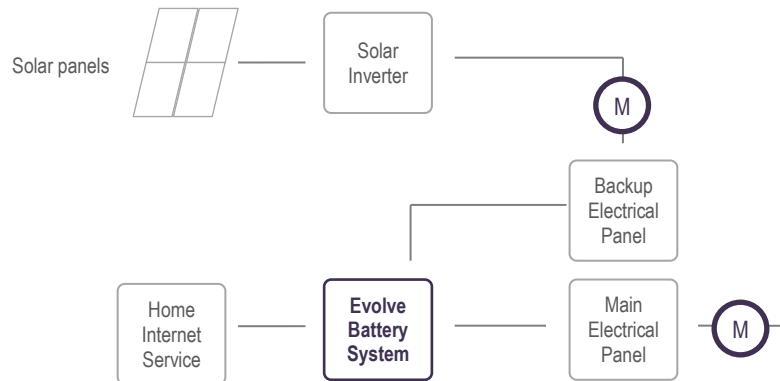 Solar panels
Solar
Inverter
M
Backup
Electrical
Panel
Home
Internet
Service
Evolve
Battery
System
Main
Electrical
Panel
M